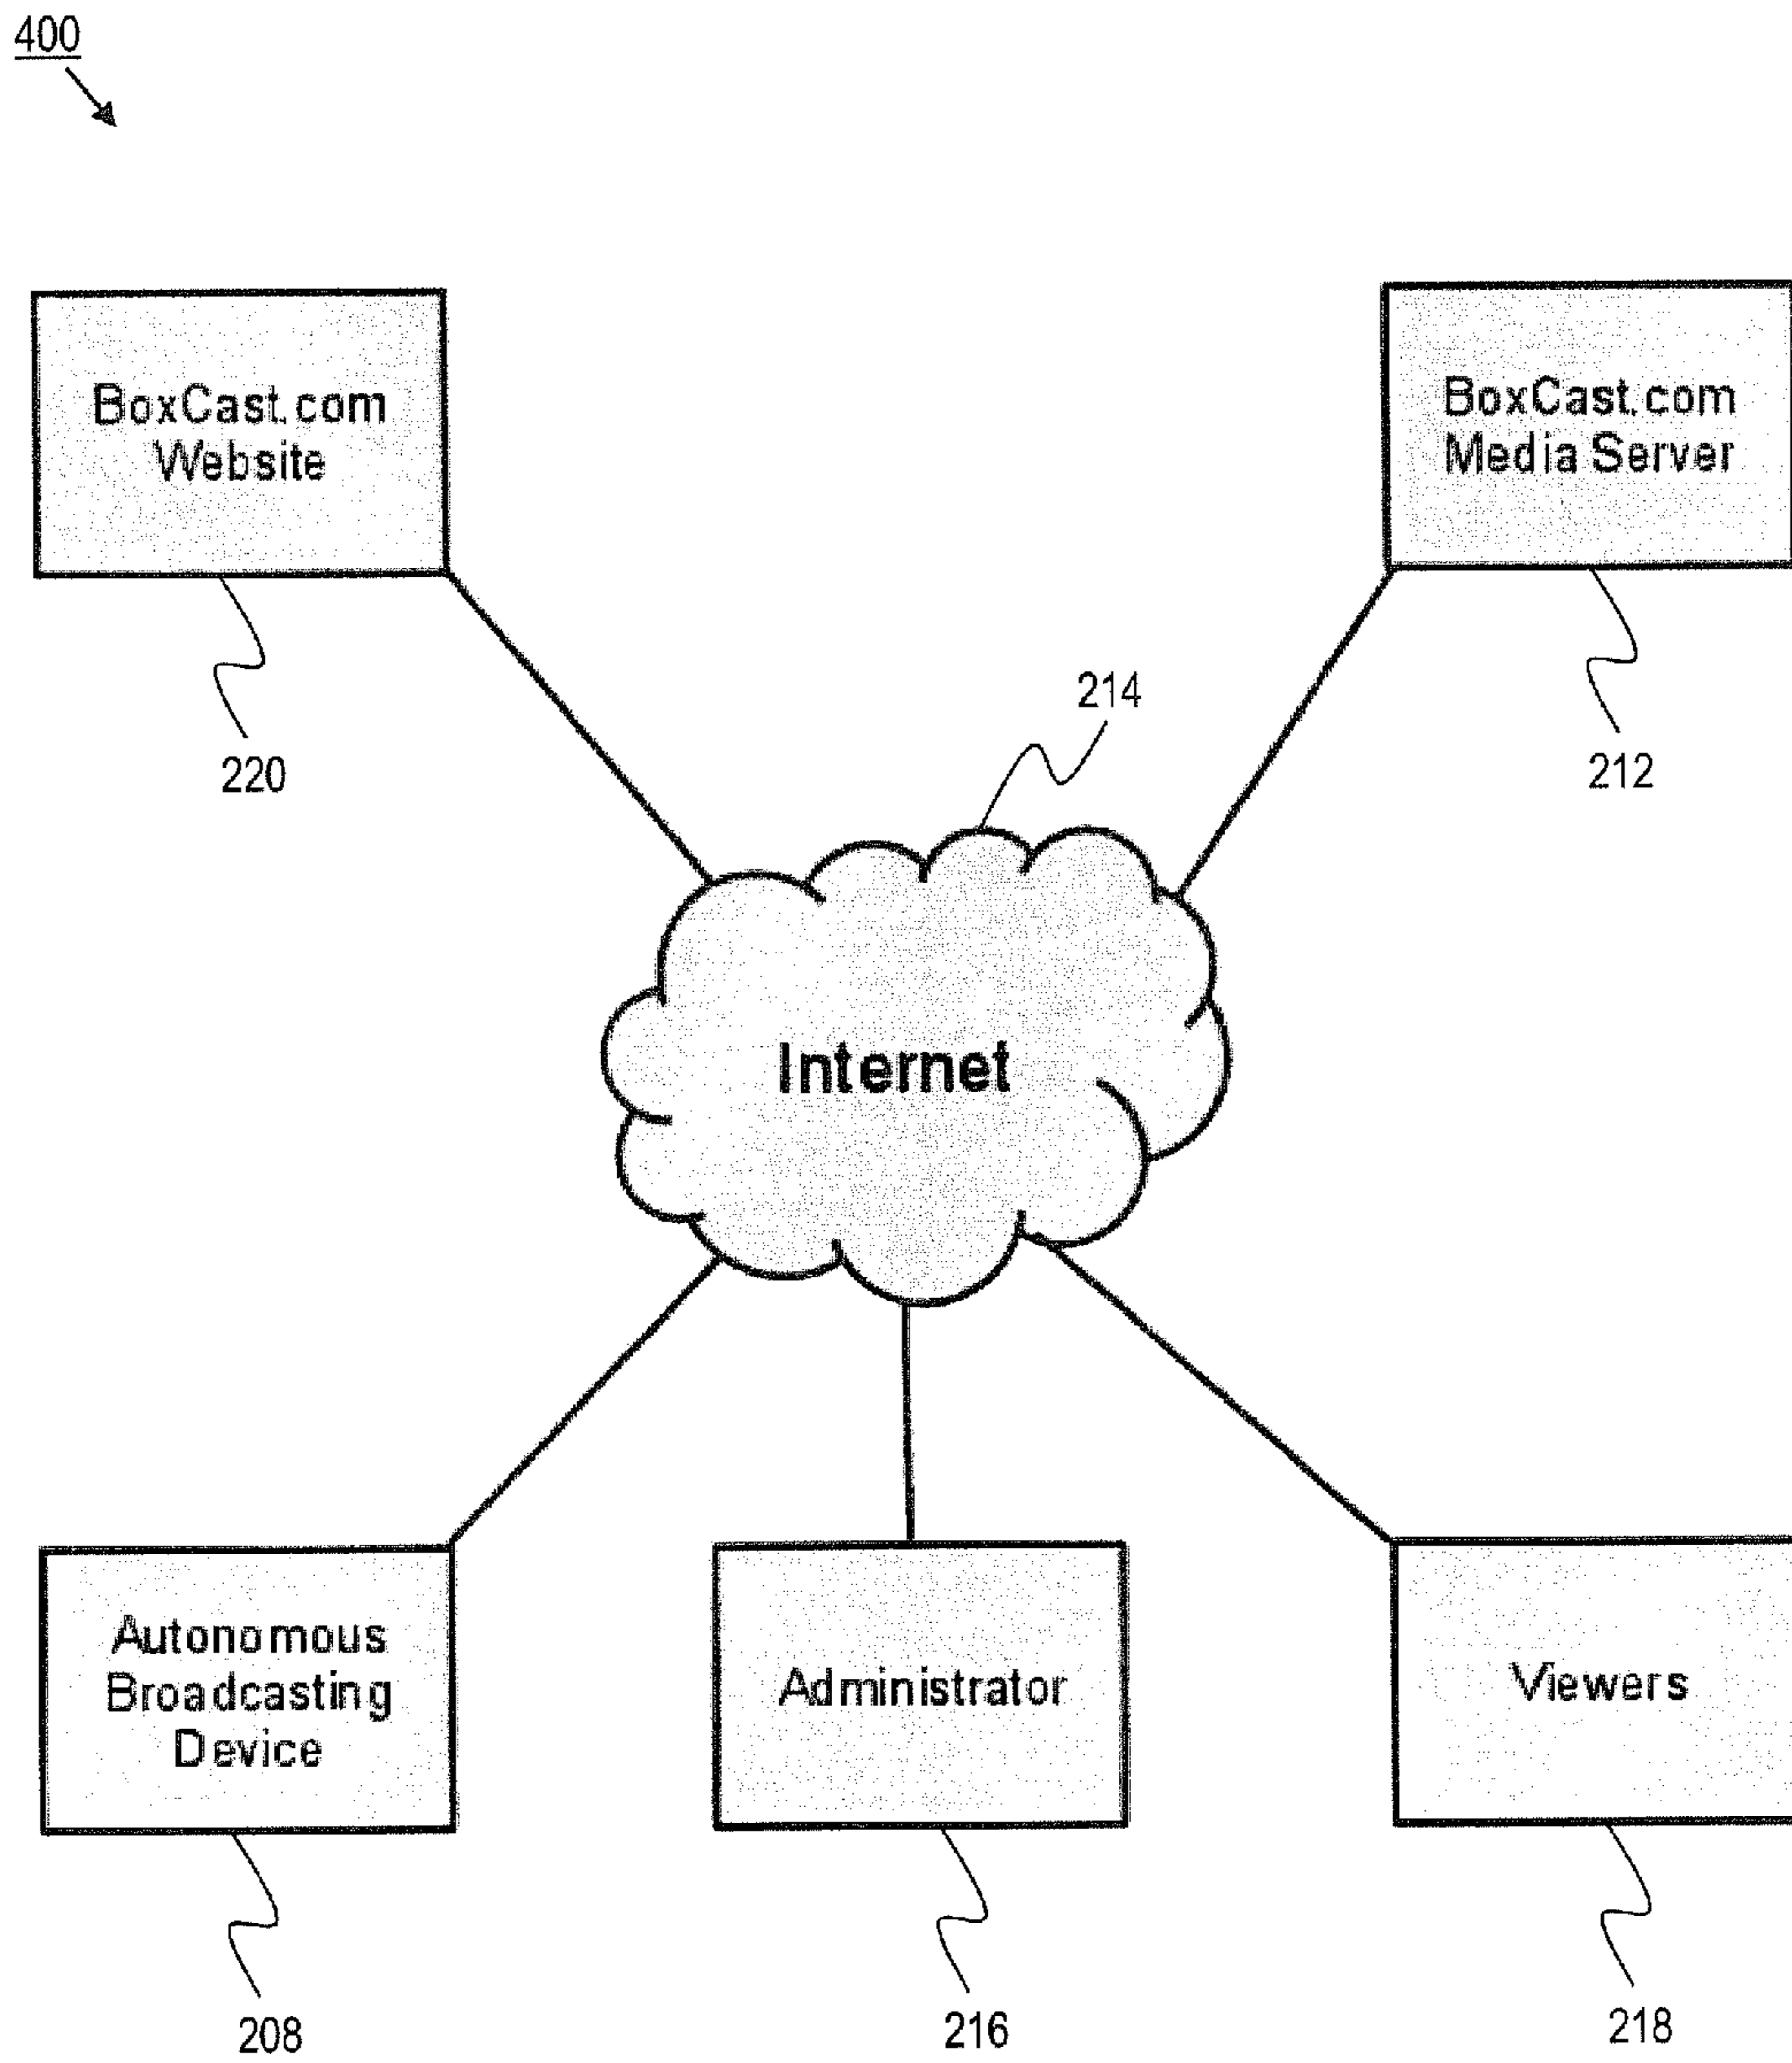 400
BoxCast.com
Website
BoxCast.com
Media Server
220
214
212
Internet
Autonomous
Broadcasting
Device
Administrator
Viewers
208
216
218